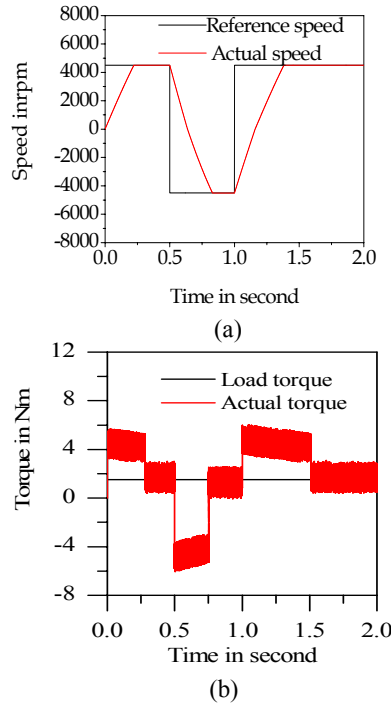 8000
6000
4000
2000
0
-2000
-4000
-6000
-8000
Speed inrpm
Reference speed
Actual speed
0.0 0.5 1.0 1.5 2.0
Time in second
(a)
12
8
4
0
-4
-8
Torque in Nm
Load torque
Actual torque
0.0 0.5 1.0 1.5 2.0
Time in second
(b)